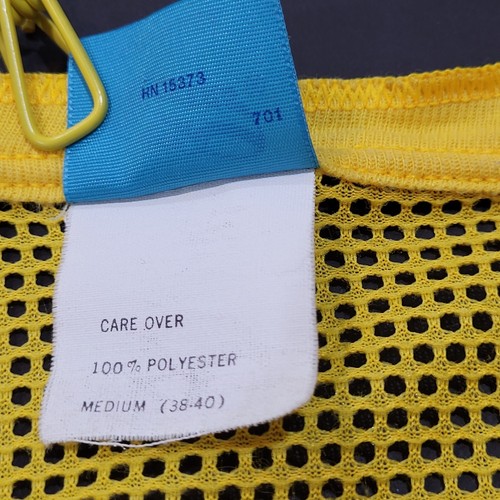 RN 15373
701
CARE OVER
100% POLYESTER
MEDIUM (38-40)